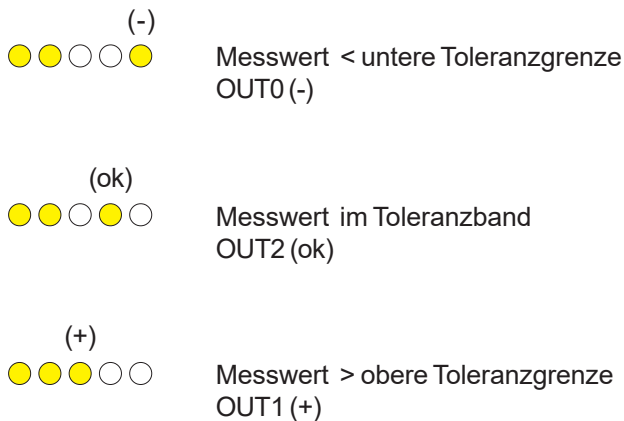 (-)
Messwert < untere Toleranzgrenze
OUT0 (-)
(ok)
Messwert im Toleranzband
OUT2 (ok)
(+)
Messwert > obere Toleranzgrenze
OUT1 (+)